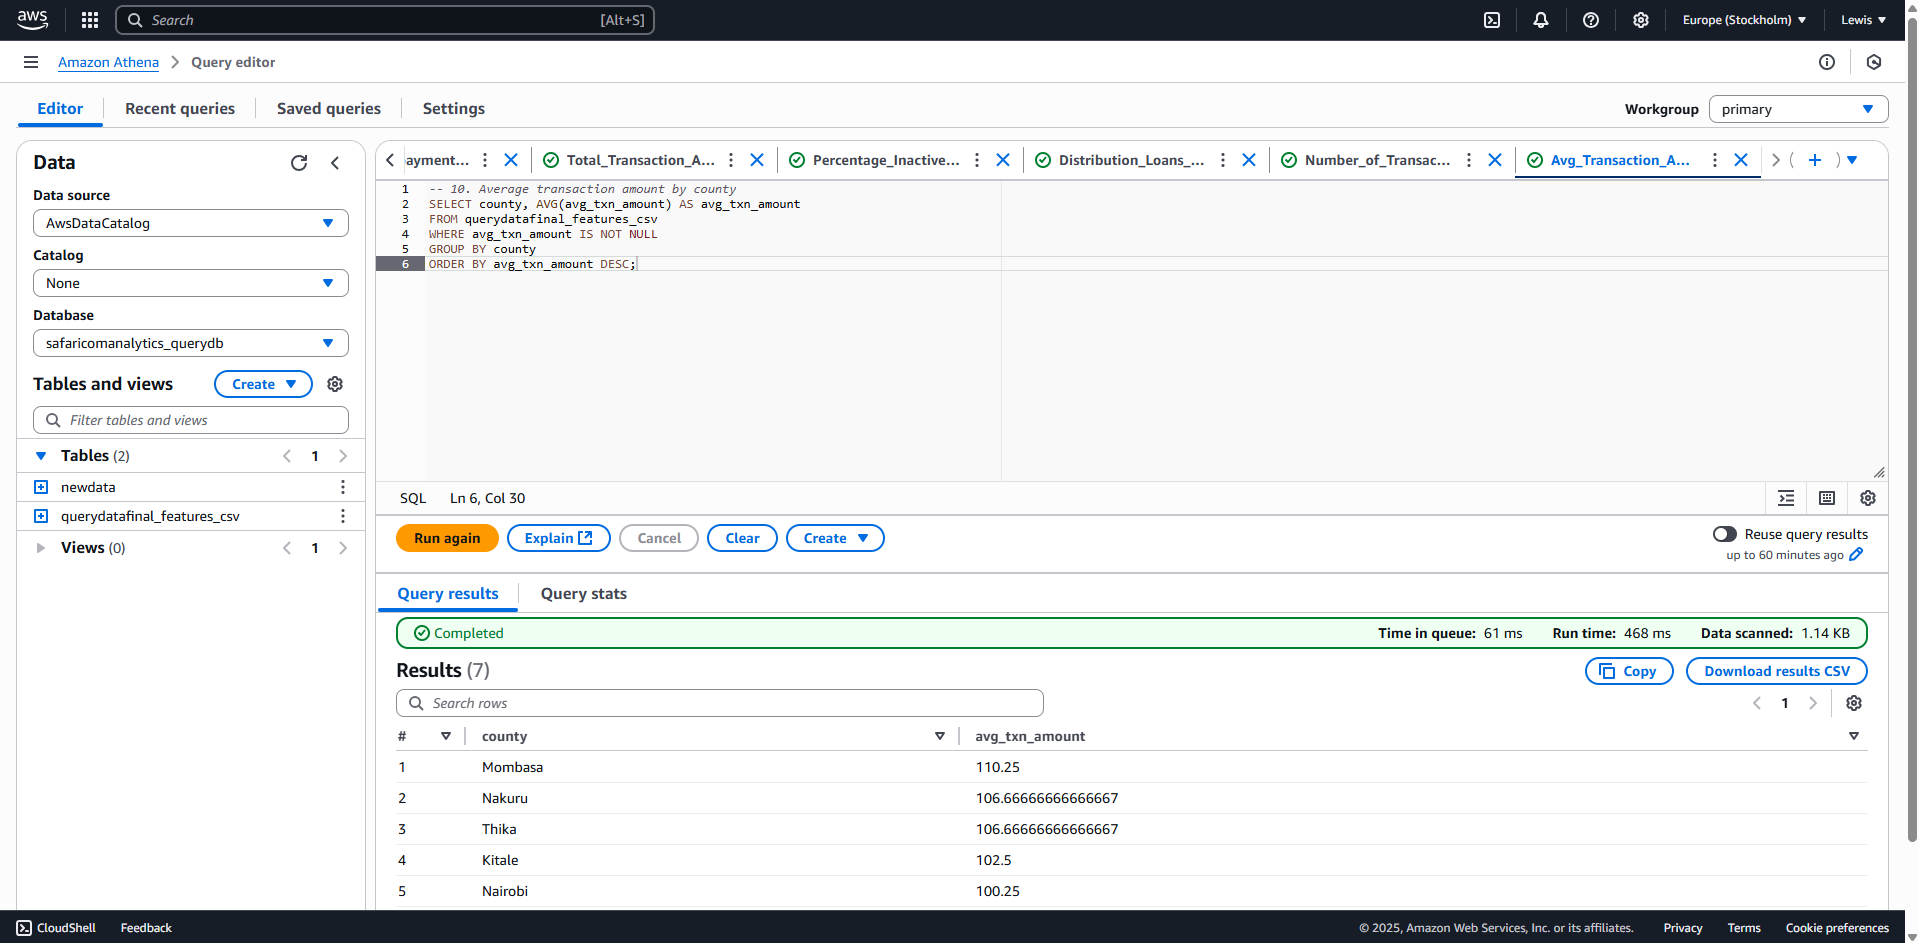 aws
Search [Alt+S]
Europe (Stockholm)
Lewis
Amazon Athena
Query editor
Editor
Recent queries
Saved queries
Settings
Workgroup
primary
Data
Data source
AwsDataCatalog
Catalog
None
Database
safaricomanalytics_querydb
Tables and views
Create
Filter tables and views
Tables (2)
1
newdata
querydatafinal_features_csv
Views (0)
1
ayment...
Total_Transaction_A...
Percentage_Inactive...
Distribution_Loans_...
Number_of_Transac...
Avg_Transaction_A...
1 -- 10. Average transaction amount by county
2 SELECT county, AVG(avg_txn_amount) AS avg_txn_amount
3 FROM querydatafinal_features_csv
4 WHERE avg_txn_amount IS NOT NULL
5 GROUP BY county
6 ORDER BY avg_txn_amount DESC;
SQL Ln 6, Col 30
Run again
Explain
Cancel
Clear
Create
Reuse query results
up to 60 minutes ago
Query results
Query stats
Completed
Time in queue: 61 ms Run time: 468 ms Data scanned: 1.14 KB
Results (7)
Copy
Download results CSV
Search rows
1
# county avg_txn_amount
1 Mombasa 110.25
2 Nakuru 106.66666666666667
3 Thika 106.66666666666667
4 Kitale 102.5
5 Nairobi 100.25
CloudShell
Feedback
© 2025, Amazon Web Services, Inc. or its affiliates.
Privacy
Terms
Cookie preferences